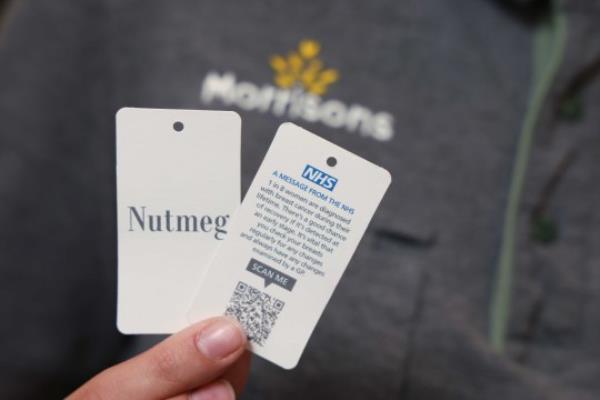 Morrisons
Nutmeg
NHS
A MESSAGE FROM THE NHS
1 in 8 women are diagnosed
with breast cancer during their
lifetime. There's a good chance
of recovery if it's detected at
an early stage. It's vital that
you check your breasts
regularly for any changes
and always have any changes
examined by a GP.
SCAN ME